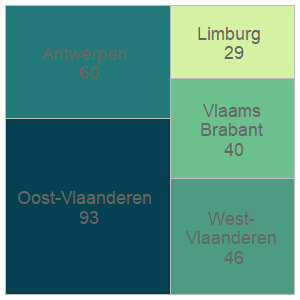 Antwerpen
60
Limburg
29
Vlaams
Brabant
40
Oost-Vlaanderen
93
West-
Vlaanderen
46